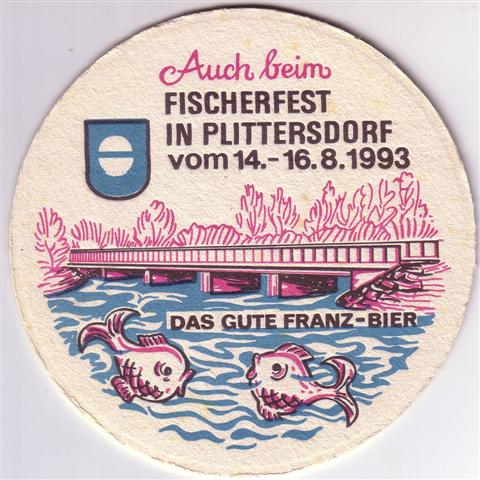 Auch beim
FISCHERFEST
IN PLITTERSDORF
vom 14.-16.8.1993
DAS GUTE FRANZ-BIER